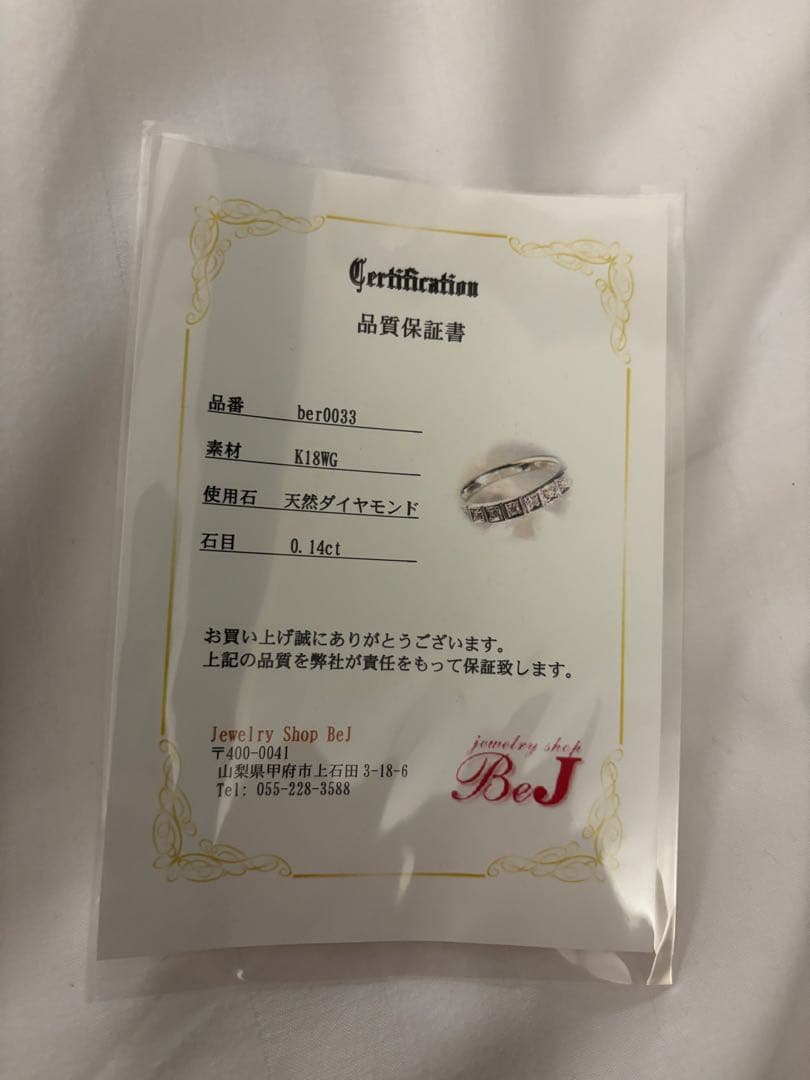 Certification
品質保証書
品番 ber0033
素材 K18WG
使用石 天然ダイヤモンド
石目 0.14ct
お買い上げ誠にありがとうございます。
上記の品質を弊社が責任をもって保証致します。
Jewelry Shop BeJ
〒400-0041
山梨県甲府市上石田3-18-6
Tel: 055-228-3588
jewelry shop
BeJ